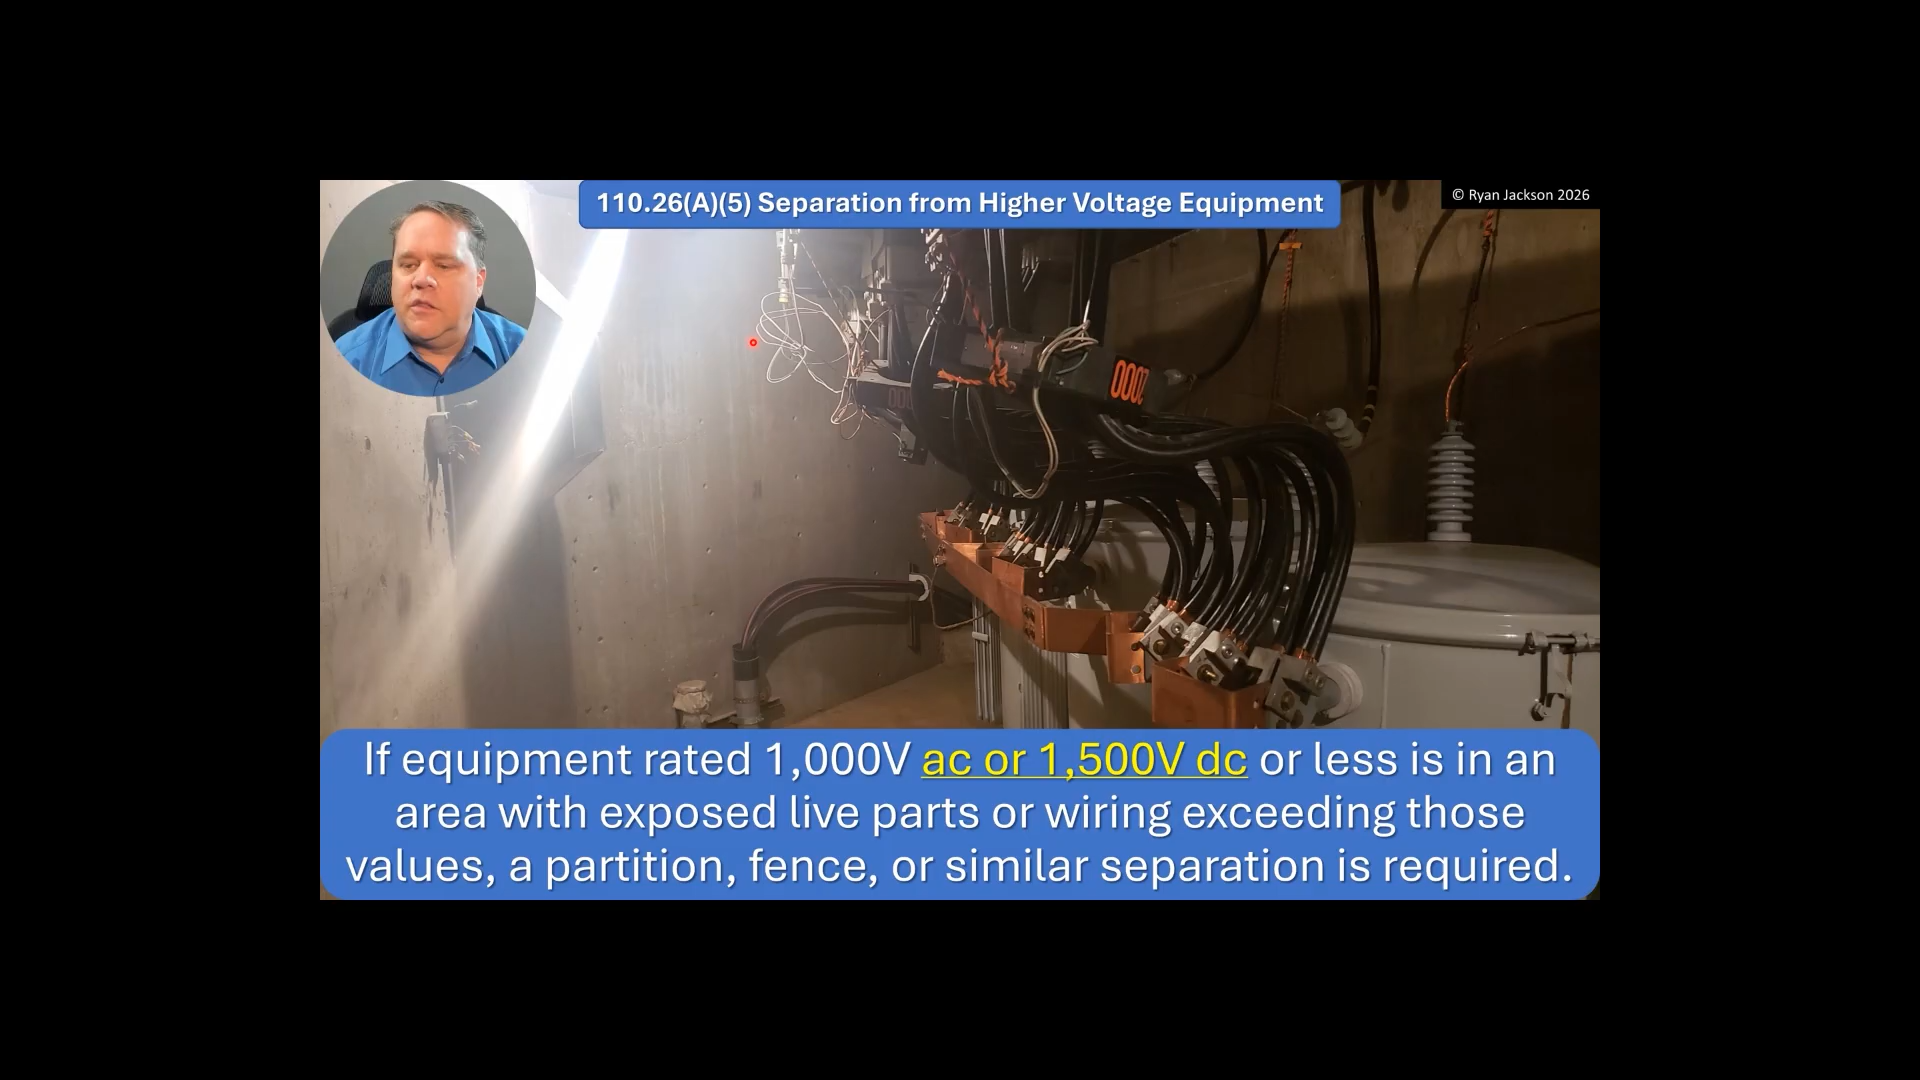 110.26(A)(5) Separation from Higher Voltage Equipment
© Ryan Jackson 2026
0002
If equipment rated 1,000V ac or 1,500V dc or less is in an
area with exposed live parts or wiring exceeding those
values, a partition, fence, or similar separation is required.